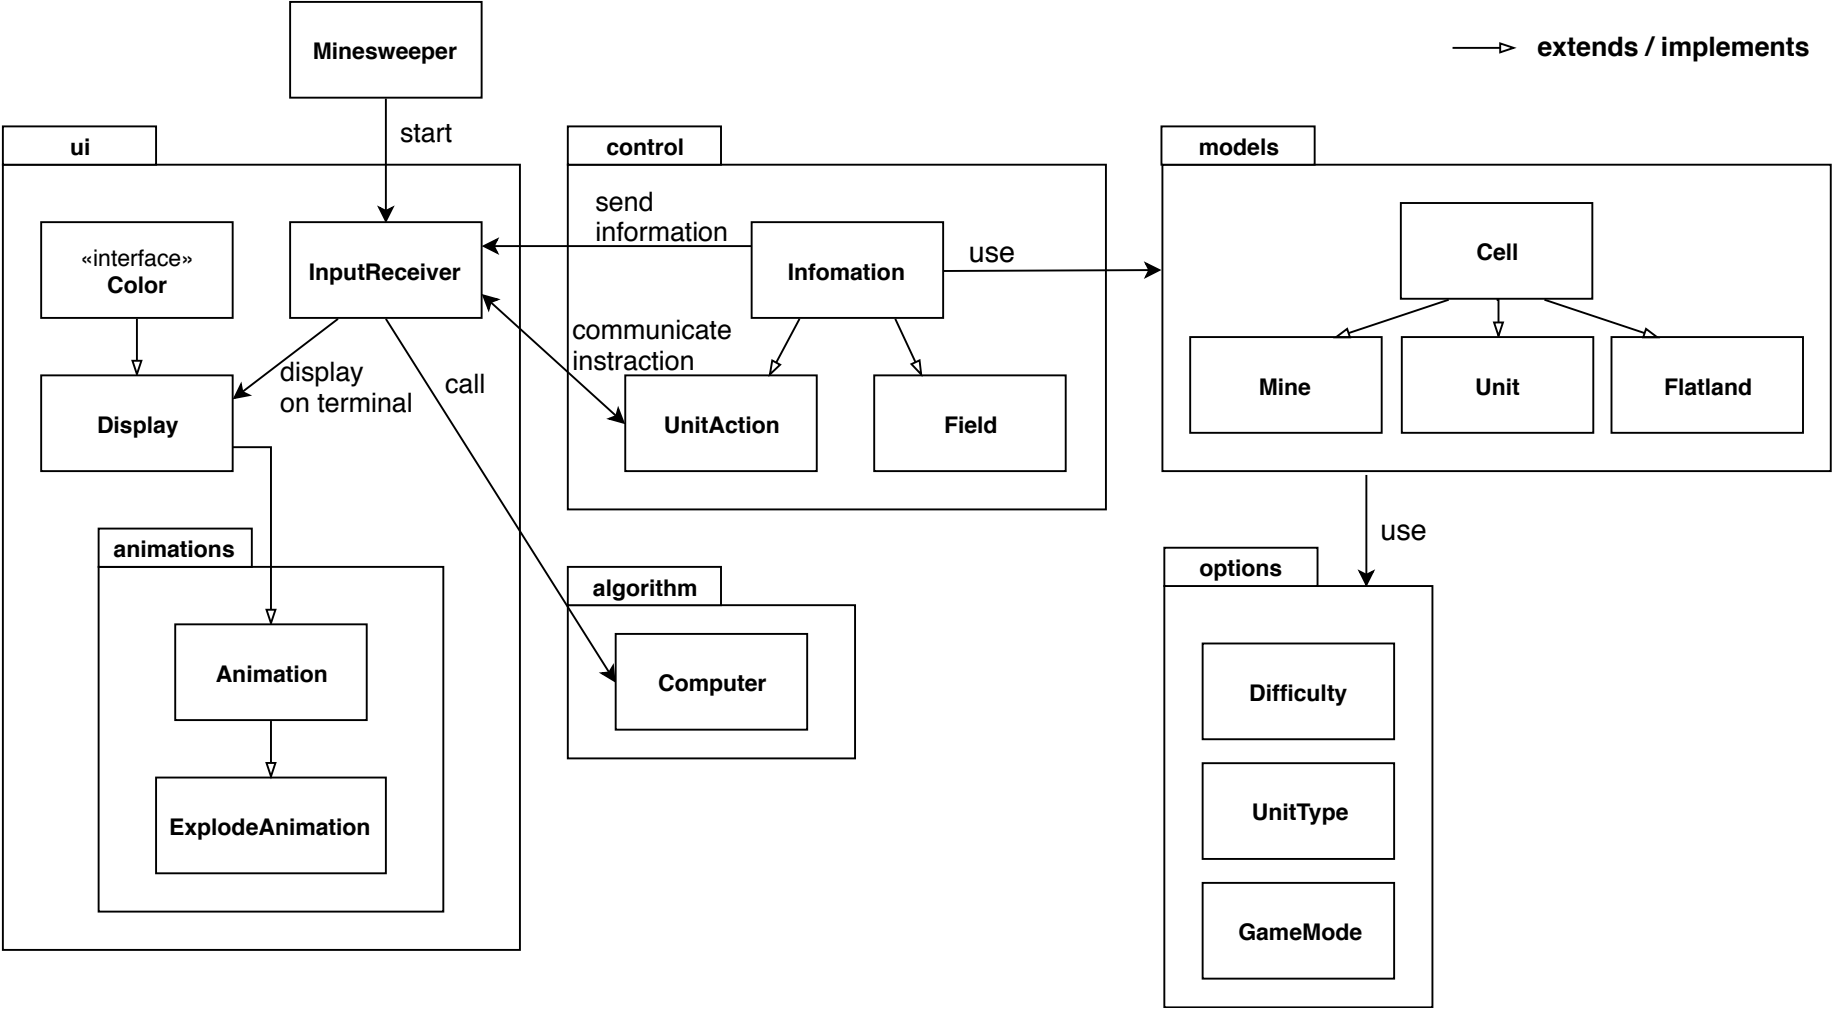 Minesweeper
extends / implements
start
ui
control
models
«interface»
Color
InputReceiver
send
information
Infomation
use
Cell
communicate
instraction
display
on terminal
call
Display
UnitAction
Field
Mine
Unit
Flatland
use
animations
algorithm
options
Animation
Computer
Difficulty
ExplodeAnimation
UnitType
GameMode